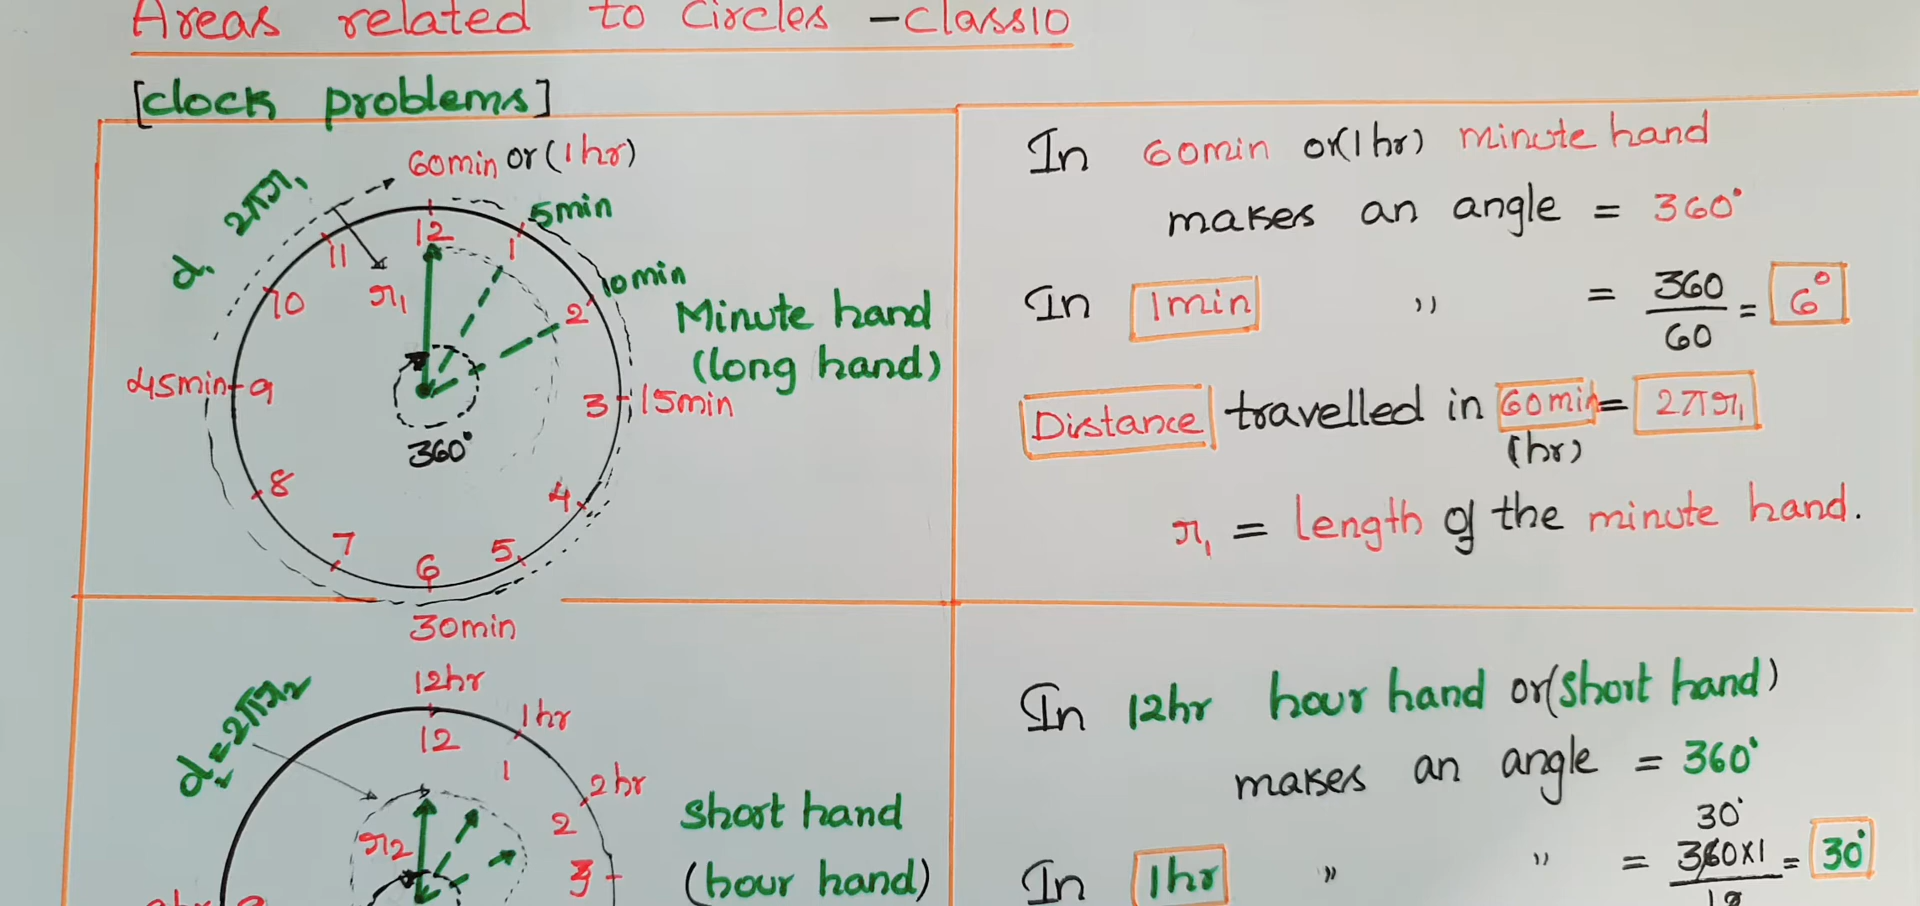 Areas related to Circles -Class10
[clock problems]
60min or (1hr)
2πr₁
d.
5min
10min
12
1
2
3
4
5
6
7
8
9
10
11
r₁
360°
15min
30min
45min
Minute hand
(long hand)
In 60min or(1hr) minute hand
makes an angle = 360°
In 1min " = 360/60 = 6°
Distance travelled in 60min = 2πr₁
(hr)
r₁ = length of the minute hand.
12hr
1hr
2hr
d₂=2πr₂
12
1
2
3
r₂
Short hand
(hour hand)
In 12hr hour hand or(short hand)
makes an angle = 360°
30°
In 1hr " " = 360×1/12 = 30°